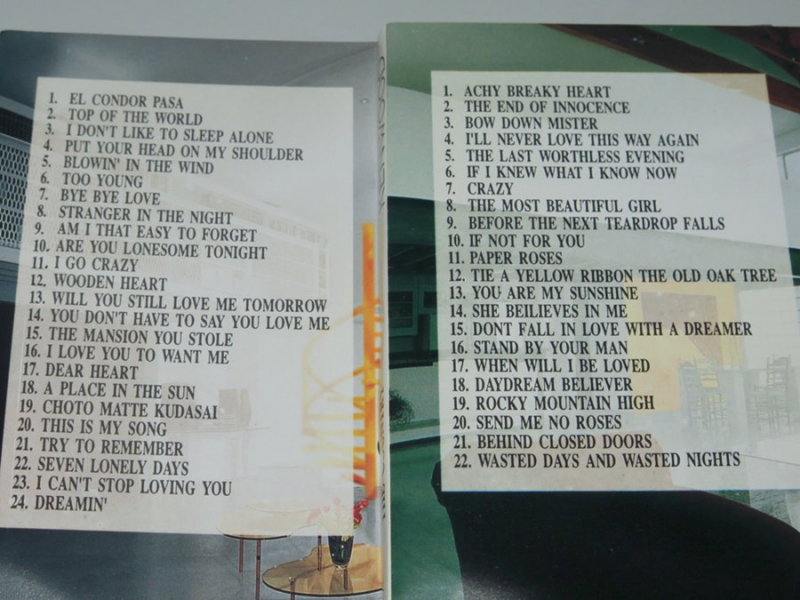 1. EL CONDOR PASA
2. TOP OF THE WORLD
3. I DON'T LIKE TO SLEEP ALONE
4. PUT YOUR HEAD ON MY SHOULDER
5. BLOWIN' IN THE WIND
6. TOO YOUNG
7. BYE BYE LOVE
8. STRANGER IN THE NIGHT
9. AM I THAT EASY TO FORGET
10. ARE YOU LONESOME TONIGHT
11. I GO CRAZY
12. WOODEN HEART
13. WILL YOU STILL LOVE ME TOMORROW
14. YOU DON'T HAVE TO SAY YOU LOVE ME
15. THE MANSION YOU STOLE
16. I LOVE YOU TO WANT ME
17. DEAR HEART
18. A PLACE IN THE SUN
19. CHOTO MATTE KUDASAI
20. THIS IS MY SONG
21. TRY TO REMEMBER
22. SEVEN LONELY DAYS
23. I CAN'T STOP LOVING YOU
24. DREAMIN'
1. ACHY BREAKY HEART
2. THE END OF INNOCENCE
3. BOW DOWN MISTER
4. I'LL NEVER LOVE THIS WAY AGAIN
5. THE LAST WORTHLESS EVENING
6. IF I KNEW WHAT I KNOW NOW
7. CRAZY
8. THE MOST BEAUTIFUL GIRL
9. BEFORE THE NEXT TEARDROP FALLS
10. IF NOT FOR YOU
11. PAPER ROSES
12. TIE A YELLOW RIBBON THE OLD OAK TREE
13. YOU ARE MY SUNSHINE
14. SHE BEILIEVES IN ME
15. DONT FALL IN LOVE WITH A DREAMER
16. STAND BY YOUR MAN
17. WHEN WILL I BE LOVED
18. DAYDREAM BELIEVER
19. ROCKY MOUNTAIN HIGH
20. SEND ME NO ROSES
21. BEHIND CLOSED DOORS
22. WASTED DAYS AND WASTED NIGHTS